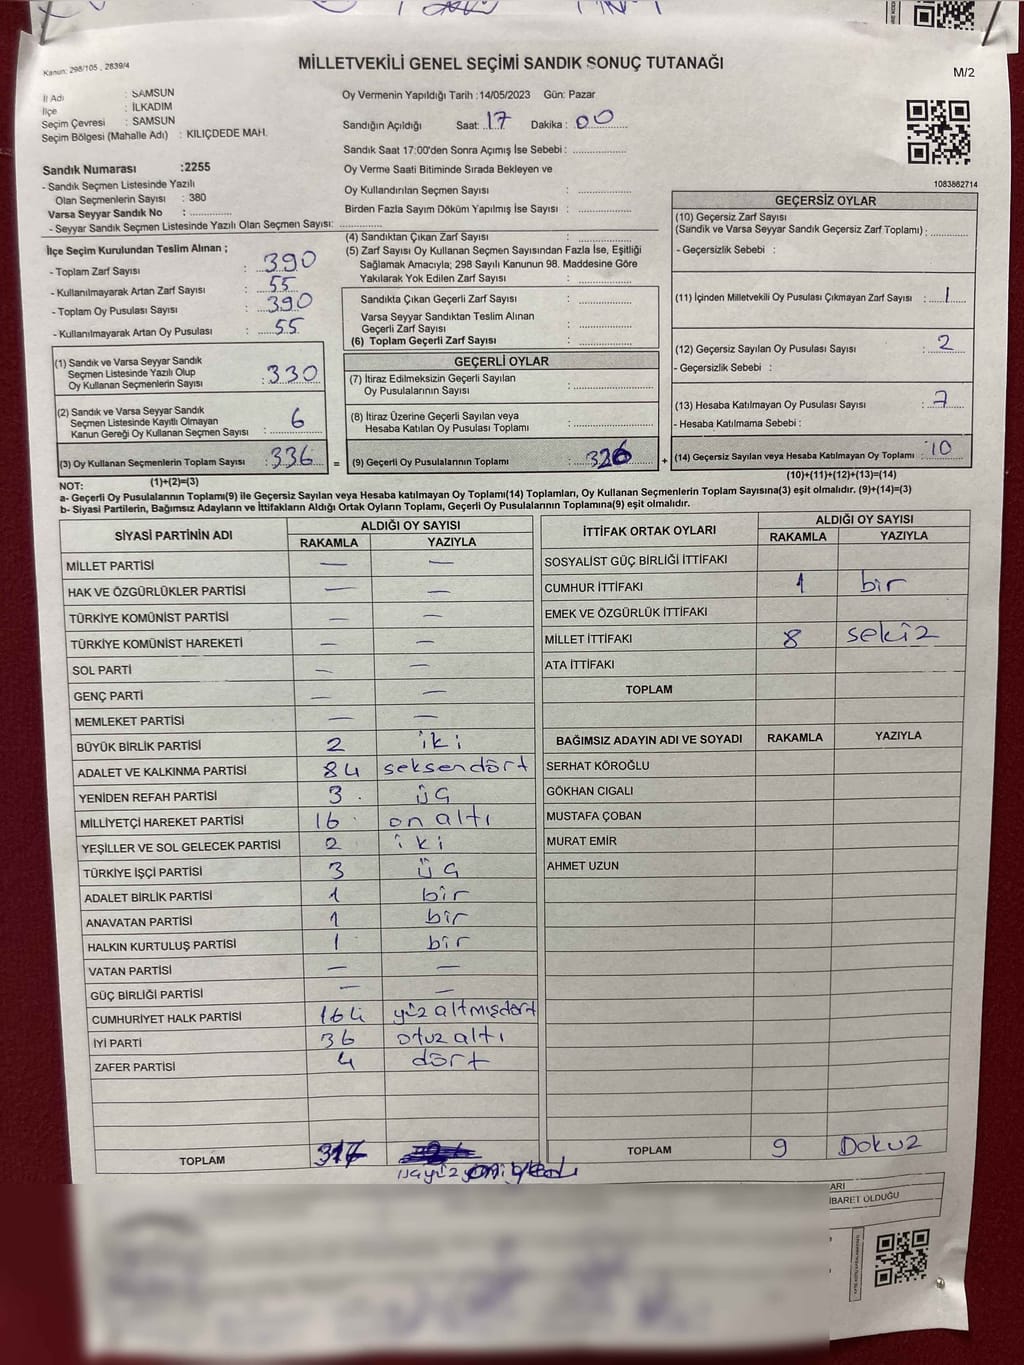 Kanun: 298/105 , 2839/4
MİLLETVEKİLİ GENEL SEÇİMİ SANDIK SONUÇ TUTANAĞI
M/2
İl Adı : SAMSUN
İlçe : İLKADIM
Seçim Çevresi : SAMSUN
Seçim Bölgesi (Mahalle Adı) : KILIÇDEDE MAH.
Oy Vermenin Yapıldığı Tarih :14/05/2023 Gün: Pazar
Sandığın Açıldığı Saat: 17 Dakika : 00
Sandık Saat 17:00'den Sonra Açımış İse Sebebi : ..............
Oy Verme Saati Bitiminde Sırada Bekleyen ve
Oy Kullandırılan Seçmen Sayısı : ..............
Birden Fazla Sayım Döküm Yapılmış İse Sayısı : ..............
1083862714
Sandık Numarası :2255
- Sandık Seçmen Listesinde Yazılı
Olan Seçmenlerin Sayısı : 380
Varsa Seyyar Sandık No : ..............
- Seyyar Sandık Seçmen Listesinde Yazılı Olan Seçmen Sayısı: ..............
İlçe Seçim Kurulundan Teslim Alınan ;
- Toplam Zarf Sayısı : 390
- Kullanılmayarak Artan Zarf Sayısı : 55
- Toplam Oy Pusulası Sayısı : 390
- Kullanılmayarak Artan Oy Pusulası : 55
(1) Sandık ve Varsa Seyyar Sandık
Seçmen Listesinde Yazılı Olup
Oy Kullanan Seçmenlerin Sayısı : 330
(2) Sandık ve Varsa Seyyar Sandık
Seçmen Listesinde Kayıtlı Olmayan
Kanun Gereği Oy Kullanan Seçmen Sayısı : 6
(3) Oy Kullanan Seçmenlerin Toplam Sayısı : 336 =
(1)+(2)=(3)
(4) Sandıktan Çıkan Zarf Sayısı : ..............
(5) Zarf Sayısı Oy Kullanan Seçmen Sayısından Fazla İse, Eşitliği
Sağlamak Amacıyla; 298 Sayılı Kanunun 98. Maddesine Göre
Yakılarak Yok Edilen Zarf Sayısı : ..............
Sandıkta Çıkan Geçerli Zarf Sayısı : ..............
Varsa Seyyar Sandıktan Teslim Alınan
Geçerli Zarf Sayısı : ..............
(6) Toplam Geçerli Zarf Sayısı : ..............
GEÇERLİ OYLAR
(7) İtiraz Edilmeksizin Geçerli Sayılan
Oy Pusulalarının Sayısı : ..............
(8) İtiraz Üzerine Geçerli Sayılan veya
Hesaba Katılan Oy Pusulası Toplamı : ..............
(9) Geçerli Oy Pusulalarının Toplamı : 326 +
GEÇERSİZ OYLAR
(10) Geçersiz Zarf Sayısı
(Sandık ve Varsa Seyyar Sandık Geçersiz Zarf Toplamı) : ..............
- Geçersizlik Sebebi :
(11) İçinden Milletvekili Oy Pusulası Çıkmayan Zarf Sayısı : 1
(12) Geçersiz Sayılan Oy Pusulası Sayısı : 2
- Geçersizlik Sebebi :
(13) Hesaba Katılmayan Oy Pusulası Sayısı : 7
- Hesaba Katılmama Sebebi :
(14) Geçersiz Sayılan veya Hesaba Katılmayan Oy Toplamı : 10
(10)+(11)+(12)+(13)=(14)
NOT:
a- Geçerli Oy Pusulalarının Toplamı(9) ile Geçersiz Sayılan veya Hesaba katılmayan Oy Toplamı(14) Toplamları, Oy Kullanan Seçmenlerin Toplam Sayısına(3) eşit olmalıdır. (9)+(14)=(3)
b- Siyasi Partilerin, Bağımsız Adayların ve İttifakların Aldığı Ortak Oyların Toplamı, Geçerli Oy Pusulalarının Toplamına(9) eşit olmalıdır.
SİYASİ PARTİNİN ADI ALDIĞI OY SAYISI
RAKAMLA YAZIYLA
MİLLET PARTİSİ — —
HAK VE ÖZGÜRLÜKLER PARTİSİ — —
TÜRKİYE KOMÜNİST PARTİSİ — —
TÜRKİYE KOMÜNİST HAREKETİ — —
SOL PARTİ — —
GENÇ PARTİ — —
MEMLEKET PARTİSİ — —
BÜYÜK BİRLİK PARTİSİ 2 iki
ADALET VE KALKINMA PARTİSİ 84 seksendört
YENİDEN REFAH PARTİSİ 3 üç
MİLLİYETÇİ HAREKET PARTİSİ 16 on altı
YEŞİLLER VE SOL GELECEK PARTİSİ 2 iki
TÜRKİYE İŞÇİ PARTİSİ 3 üç
ADALET BİRLİK PARTİSİ 1 bir
ANAVATAN PARTİSİ 1 bir
HALKIN KURTULUŞ PARTİSİ 1 bir
VATAN PARTİSİ — —
GÜÇ BİRLİĞİ PARTİSİ — —
CUMHURİYET HALK PARTİSİ 164 yüz altmışdört
İYİ PARTİ 36 otuz altı
ZAFER PARTİSİ 4 dört
TOPLAM 317
İTTİFAK ORTAK OYLARI ALDIĞI OY SAYISI
RAKAMLA YAZIYLA
SOSYALİST GÜÇ BİRLİĞİ İTTİFAKI
CUMHUR İTTİFAKI 1 bir
EMEK VE ÖZGÜRLÜK İTTİFAKI
MİLLET İTTİFAKI 8 sekiz
ATA İTTİFAKI
TOPLAM
BAĞIMSIZ ADAYIN ADI VE SOYADI RAKAMLA YAZIYLA
SERHAT KÖROĞLU
GÖKHAN CIGALI
MUSTAFA ÇOBAN
MURAT EMİR
AHMET UZUN
TOPLAM 9 Dokuz
ARI
İBARET OLDUĞU